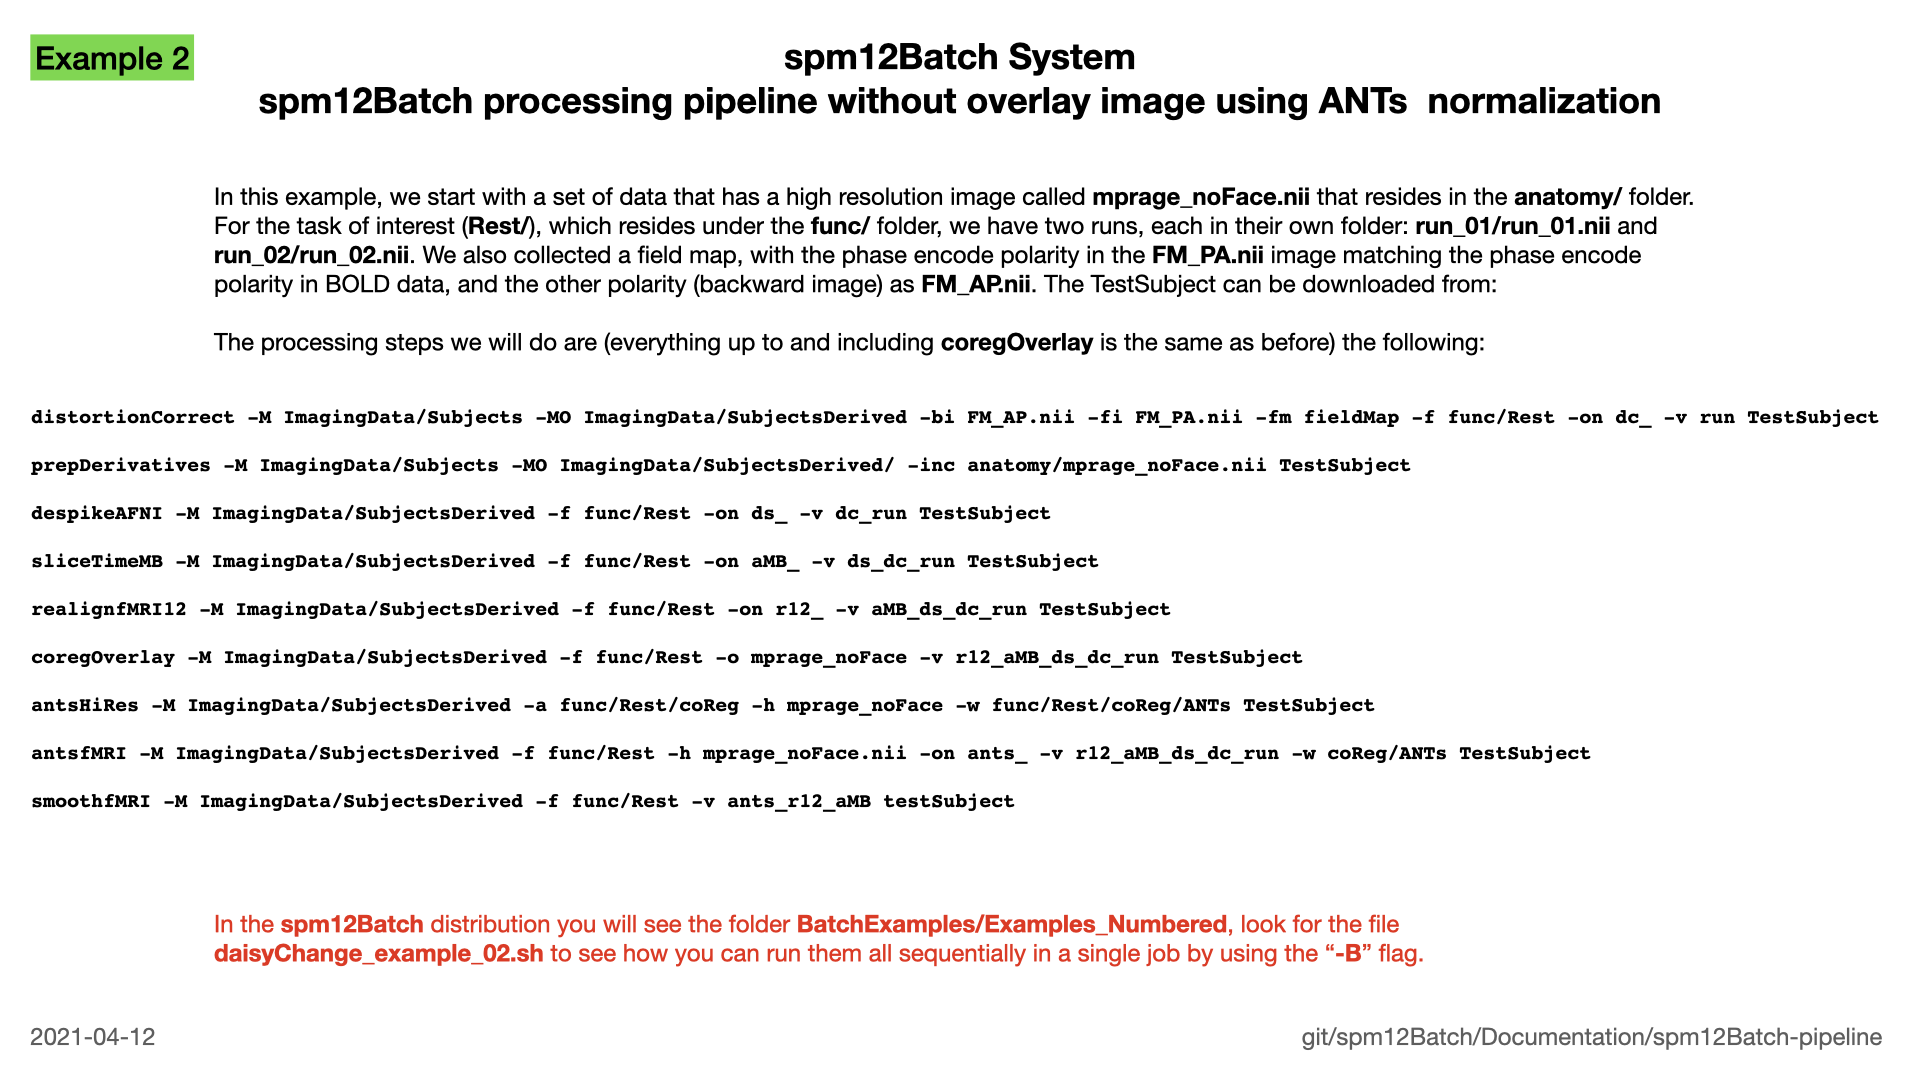 Example 2
spm12Batch System
spm12Batch processing pipeline without overlay image using ANTs  normalization
In this example, we start with a set of data that has a high resolution image called mprage_noFace.nii that resides in the anatomy/ folder.
For the task of interest (Rest/), which resides under the func/ folder, we have two runs, each in their own folder: run_01/run_01.nii and
run_02/run_02.nii. We also collected a field map, with the phase encode polarity in the FM_PA.nii image matching the phase encode
polarity in BOLD data, and the other polarity (backward image) as FM_AP.nii. The TestSubject can be downloaded from:
The processing steps we will do are (everything up to and including coregOverlay is the same as before) the following:
distortionCorrect -M ImagingData/Subjects -MO ImagingData/SubjectsDerived -bi FM_AP.nii -fi FM_PA.nii -fm fieldMap -f func/Rest -on dc_ -v run TestSubject
prepDerivatives -M ImagingData/Subjects -MO ImagingData/SubjectsDerived/ -inc anatomy/mprage_noFace.nii TestSubject
despikeAFNI -M ImagingData/SubjectsDerived -f func/Rest -on ds_ -v dc_run TestSubject
sliceTimeMB -M ImagingData/SubjectsDerived -f func/Rest -on aMB_ -v ds_dc_run TestSubject
realignfMRI12 -M ImagingData/SubjectsDerived -f func/Rest -on r12_ -v aMB_ds_dc_run TestSubject
coregOverlay -M ImagingData/SubjectsDerived -f func/Rest -o mprage_noFace -v r12_aMB_ds_dc_run TestSubject
antsHiRes -M ImagingData/SubjectsDerived -a func/Rest/coReg -h mprage_noFace -w func/Rest/coReg/ANTs TestSubject
antsfMRI -M ImagingData/SubjectsDerived -f func/Rest -h mprage_noFace.nii -on ants_ -v r12_aMB_ds_dc_run -w coReg/ANTs TestSubject
smoothfMRI -M ImagingData/SubjectsDerived -f func/Rest -v ants_r12_aMB testSubject
In the spm12Batch distribution you will see the folder BatchExamples/Examples_Numbered, look for the file
daisyChange_example_02.sh to see how you can run them all sequentially in a single job by using the “-B” flag.
2021-04-12
git/spm12Batch/Documentation/spm12Batch-pipeline